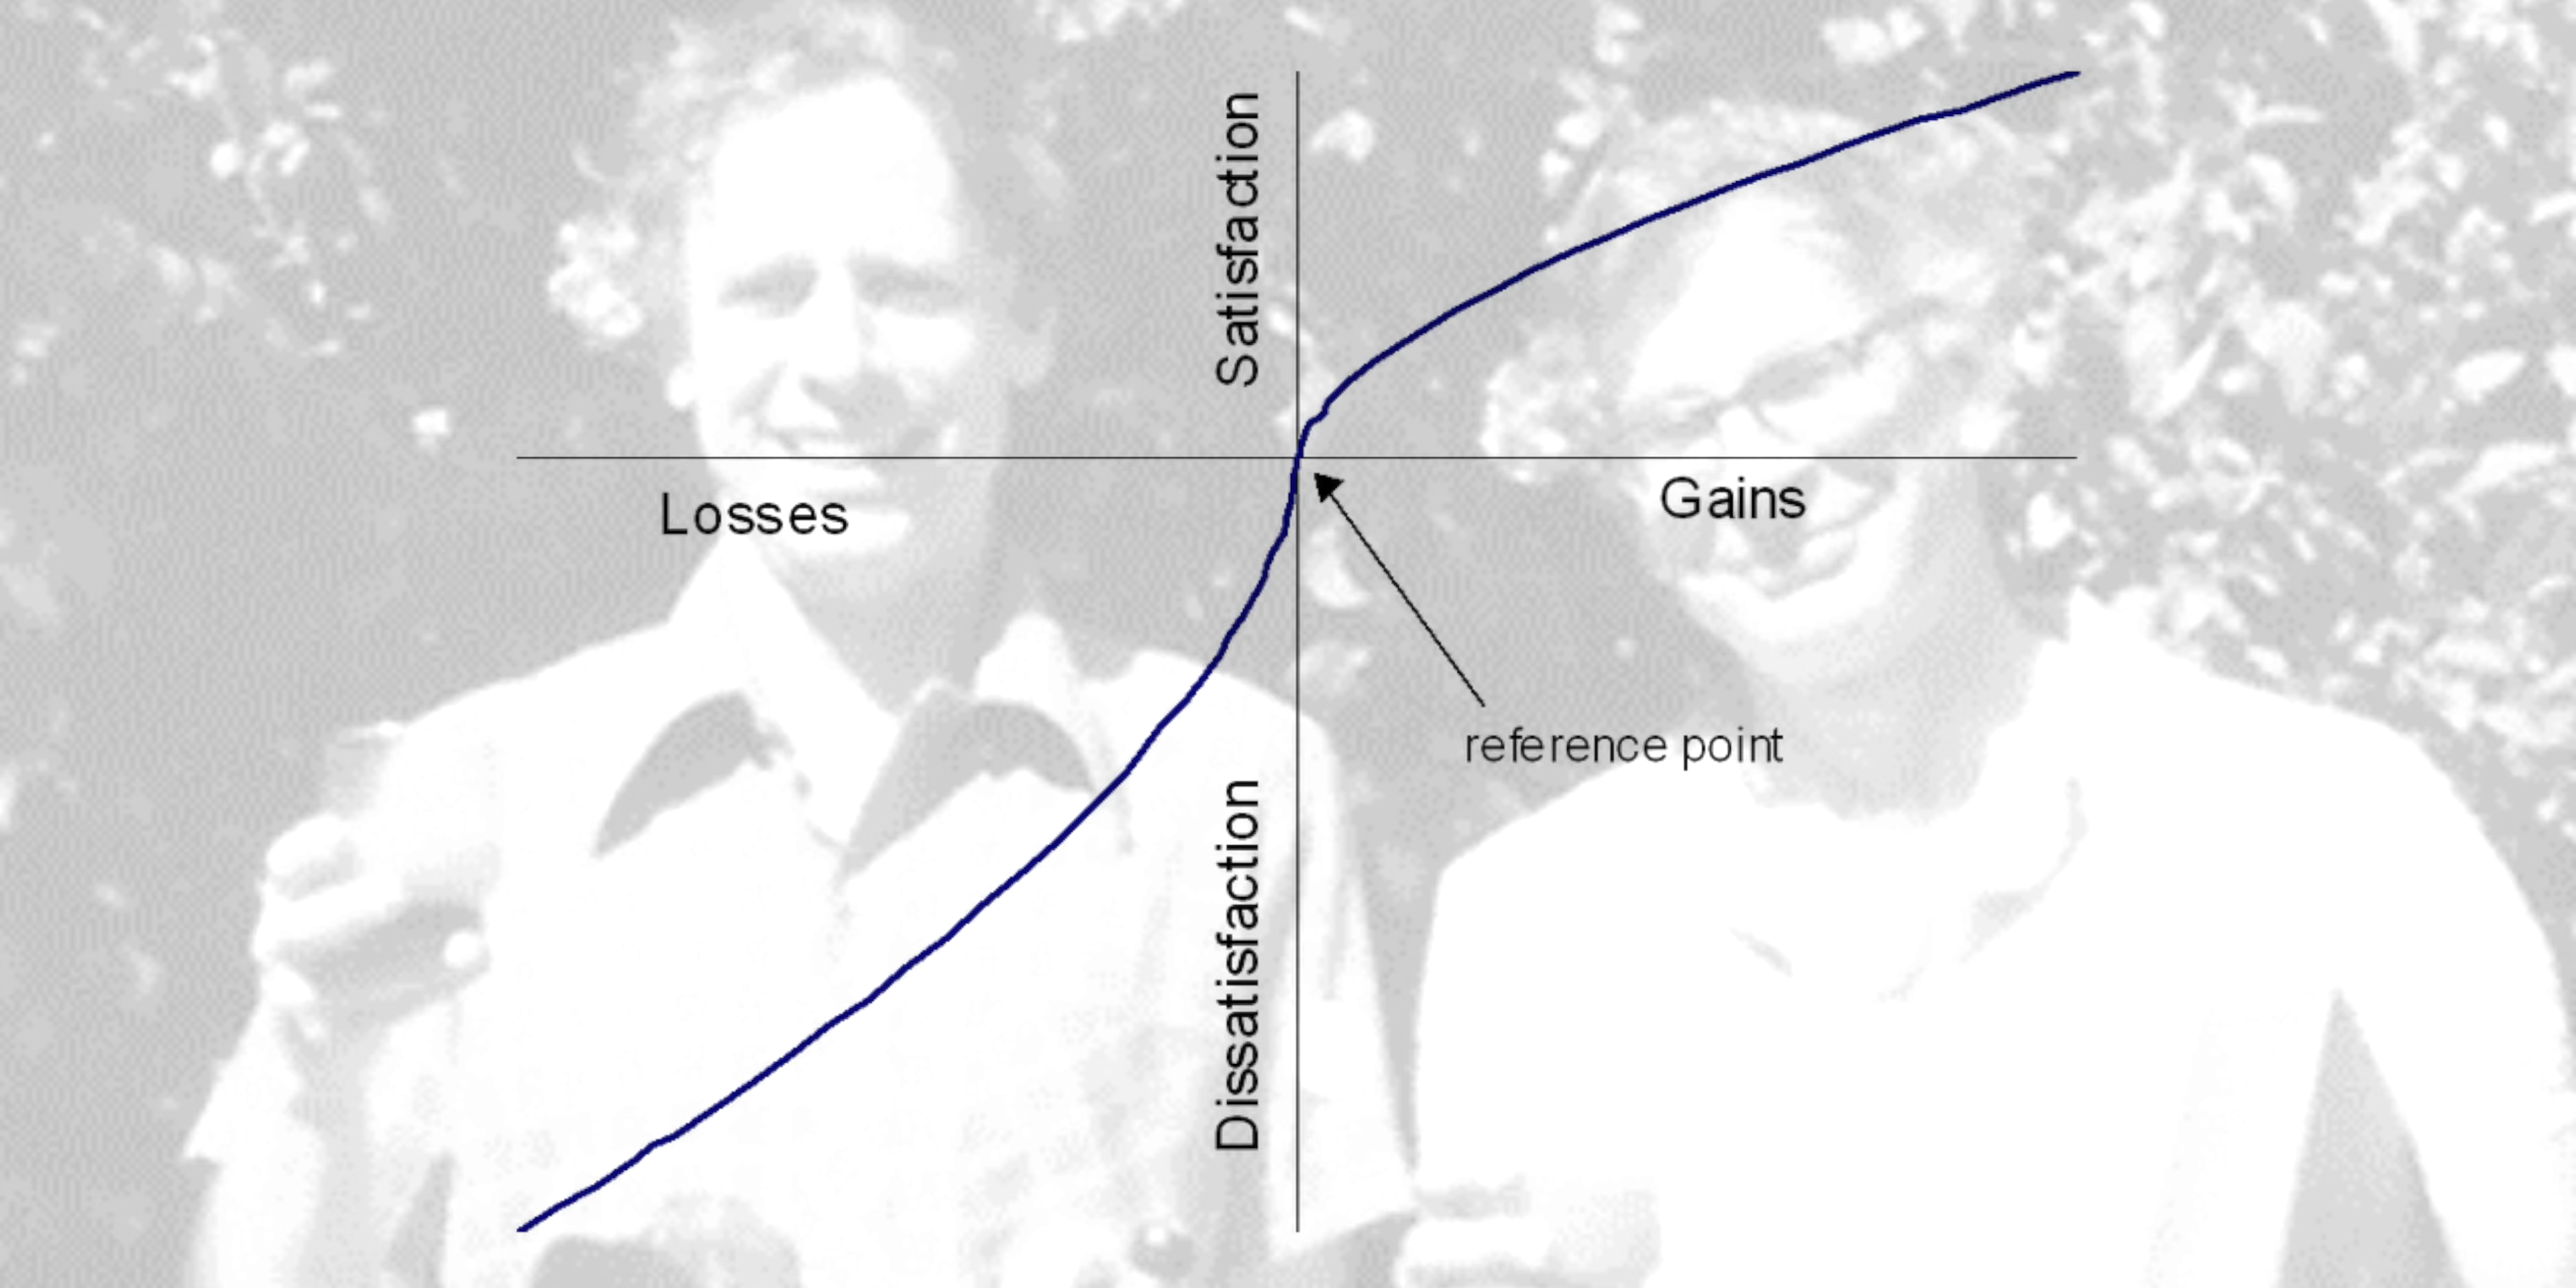 Satisfaction
Losses
Gains
reference point
Dissatisfaction